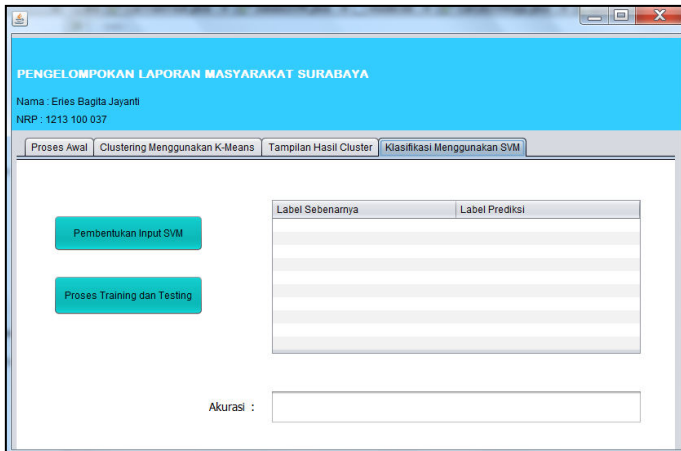 PENGELOMPOKAN LAPORAN MASYARAKAT SURABAYA
Nama : Eries Bagita Jayanti
NRP : 1213 100 037
Proses Awal Clustering Menggunakan K-Means Tampilan Hasil Cluster Klasifikasi Menggunakan SVM
Label Sebenarnya Label Prediksi
Pembentukan Input SVM
Proses Training dan Testing
Akurasi :